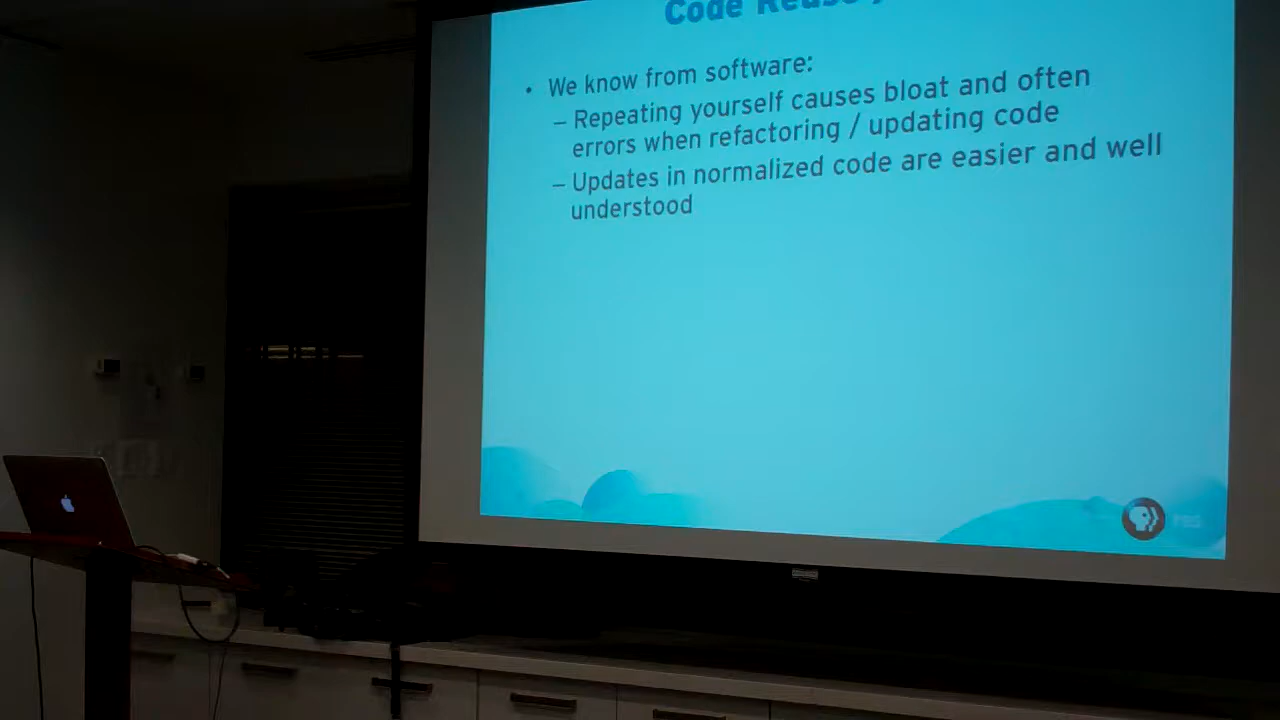 Code Reuse
• We know from software:
– Repeating yourself causes bloat and often
errors when refactoring / updating code
– Updates in normalized code are easier and well
understood
PBS